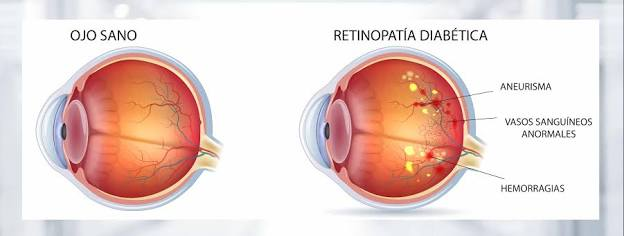 OJO SANO
RETINOPATÍA DIABÉTICA
ANEURISMA
VASOS SANGUÍNEOS
ANORMALES
HEMORRAGIAS